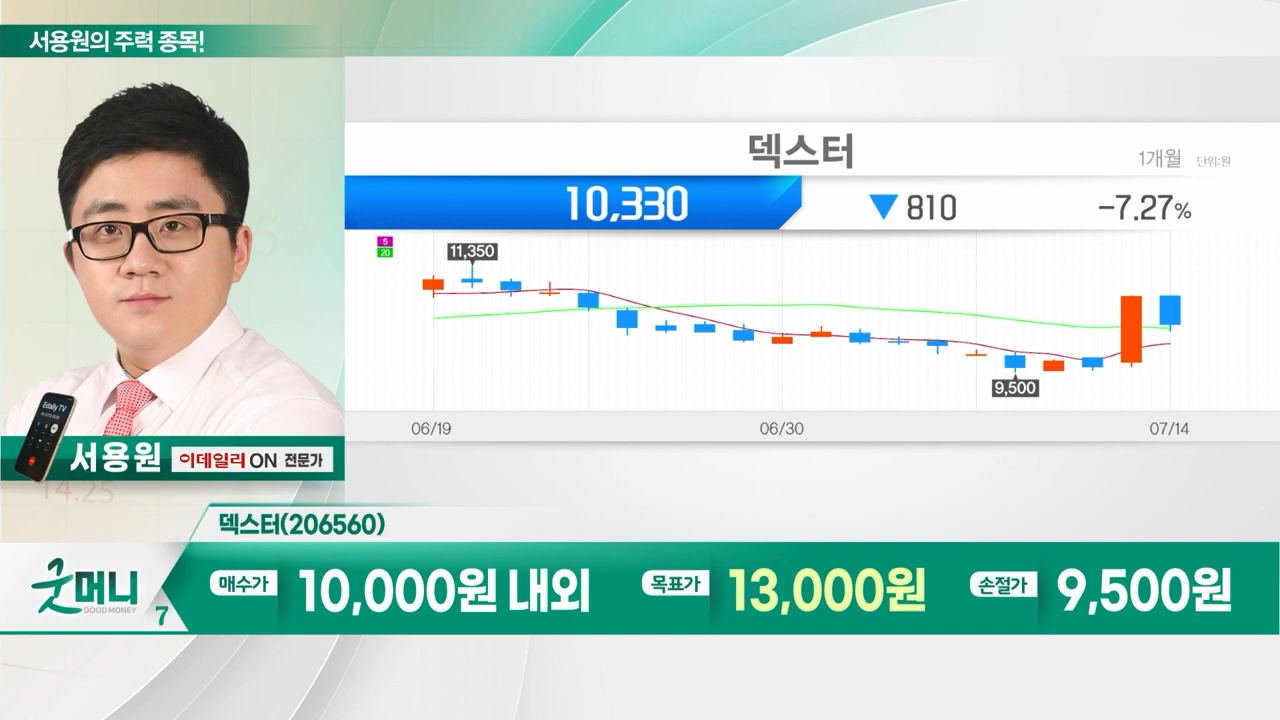 서용원의 주력 종목!
덱스터
1개월 단위:원
10,330 ▼810 -7.27%
5
20
11,350
9,500
06/19 06/30 07/14
Edaily TV
서용원 이데일리 ON 전문가
14.25
덱스터(206560)
굿머니 GOOD MONEY 7
매수가 10,000원 내외 목표가 13,000원 손절가 9,500원